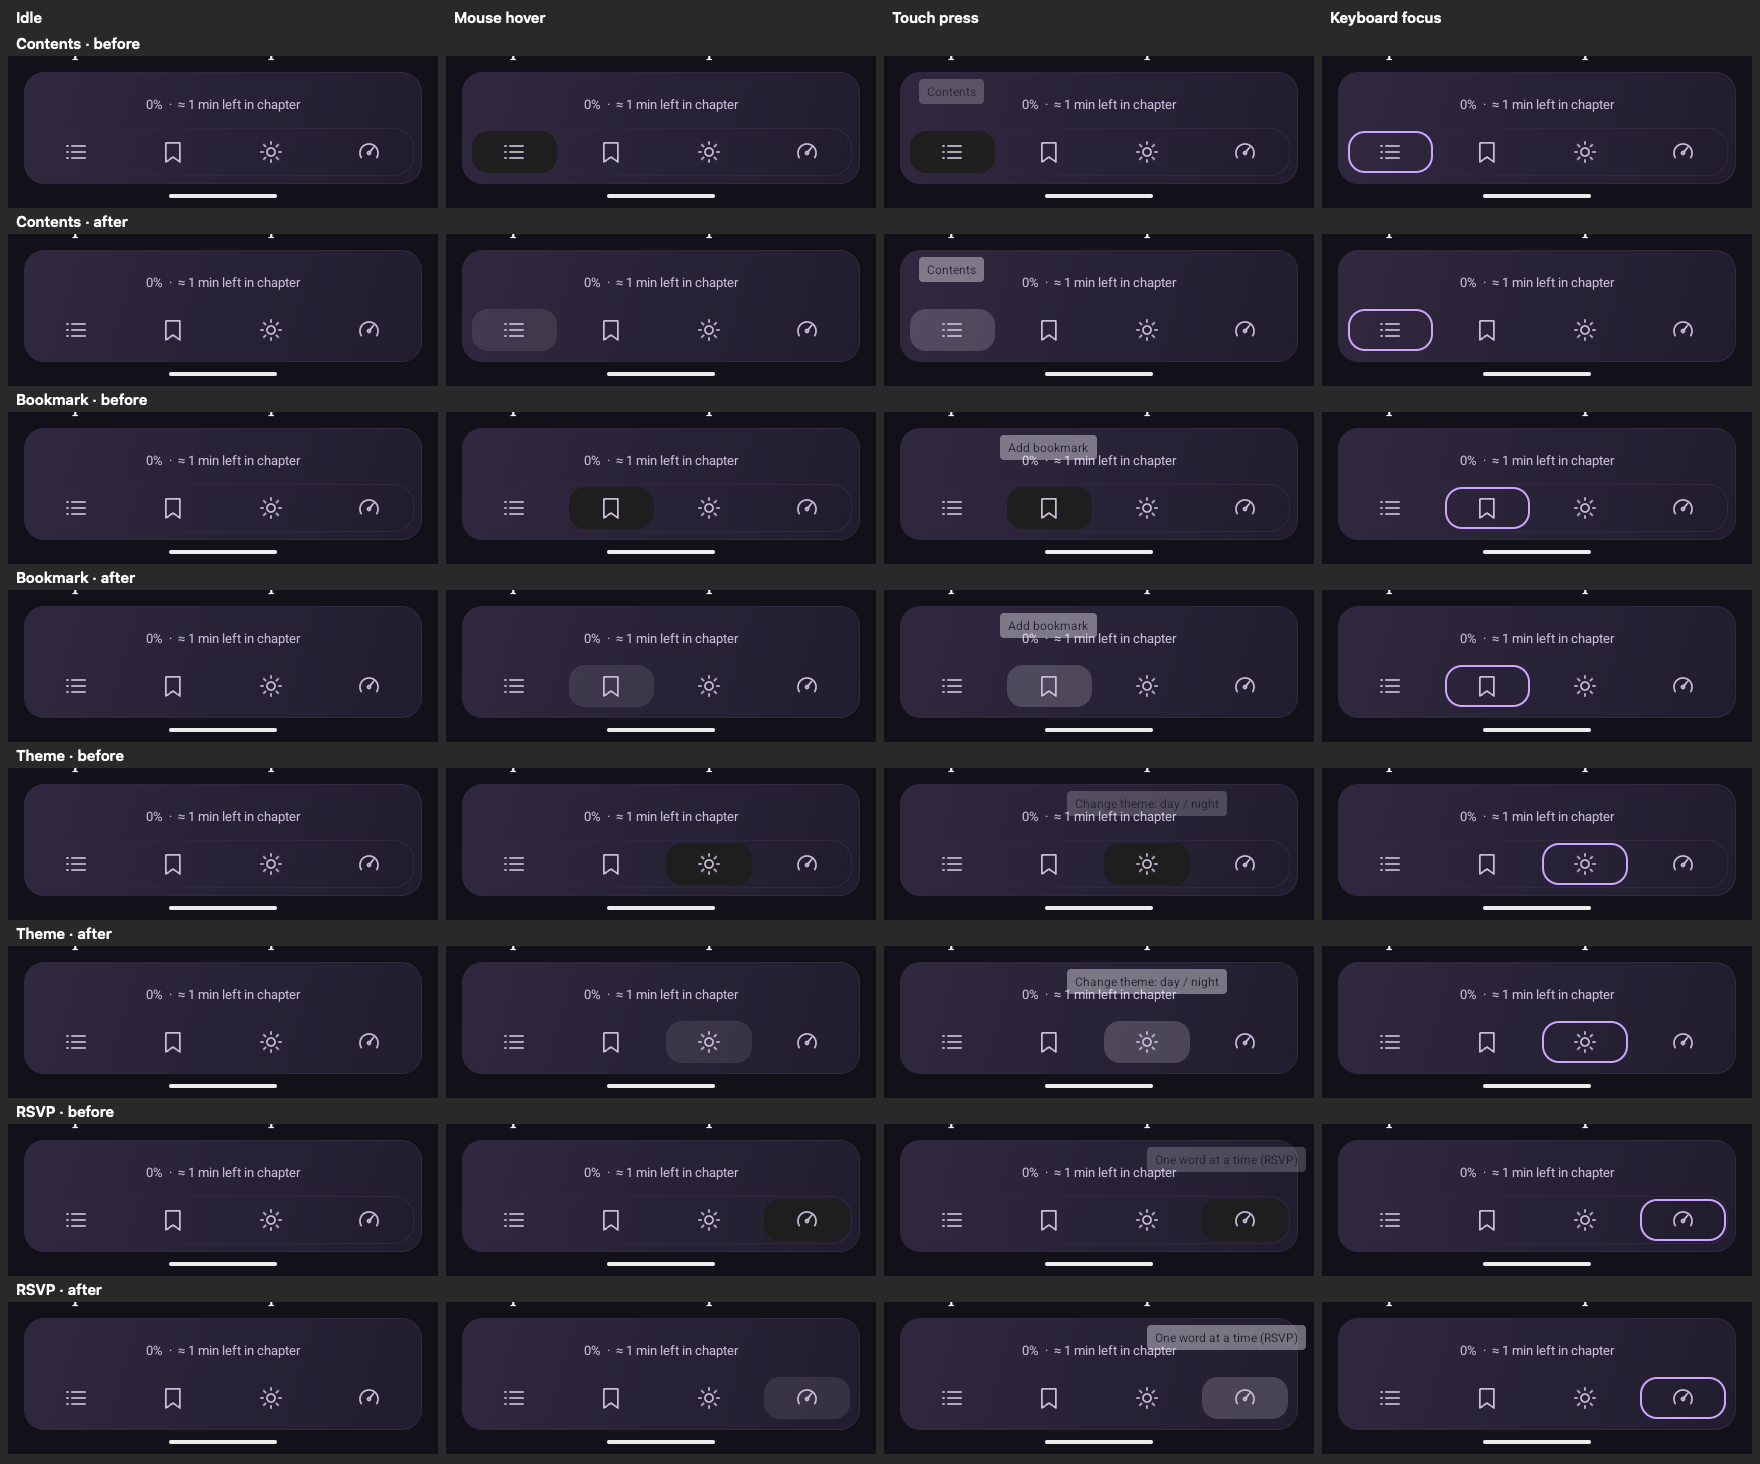 Idle Mouse hover Touch press Keyboard focus
Contents · before
0% · ≈ 1 min left in chapter
0% · ≈ 1 min left in chapter
Contents
0% · ≈ 1 min left in chapter
0% · ≈ 1 min left in chapter
Contents · after
0% · ≈ 1 min left in chapter
0% · ≈ 1 min left in chapter
Contents
0% · ≈ 1 min left in chapter
0% · ≈ 1 min left in chapter
Bookmark · before
0% · ≈ 1 min left in chapter
0% · ≈ 1 min left in chapter
Add bookmark
0% · ≈ 1 min left in chapter
0% · ≈ 1 min left in chapter
Bookmark · after
0% · ≈ 1 min left in chapter
0% · ≈ 1 min left in chapter
Add bookmark
0% · ≈ 1 min left in chapter
0% · ≈ 1 min left in chapter
Theme · before
0% · ≈ 1 min left in chapter
0% · ≈ 1 min left in chapter
Change theme: day / night
0% · ≈ 1 min left in chapter
0% · ≈ 1 min left in chapter
Theme · after
0% · ≈ 1 min left in chapter
0% · ≈ 1 min left in chapter
Change theme: day / night
0% · ≈ 1 min left in chapter
0% · ≈ 1 min left in chapter
RSVP · before
0% · ≈ 1 min left in chapter
0% · ≈ 1 min left in chapter
One word at a time (RSVP)
0% · ≈ 1 min left in chapter
0% · ≈ 1 min left in chapter
RSVP · after
0% · ≈ 1 min left in chapter
0% · ≈ 1 min left in chapter
One word at a time (RSVP)
0% · ≈ 1 min left in chapter
0% · ≈ 1 min left in chapter